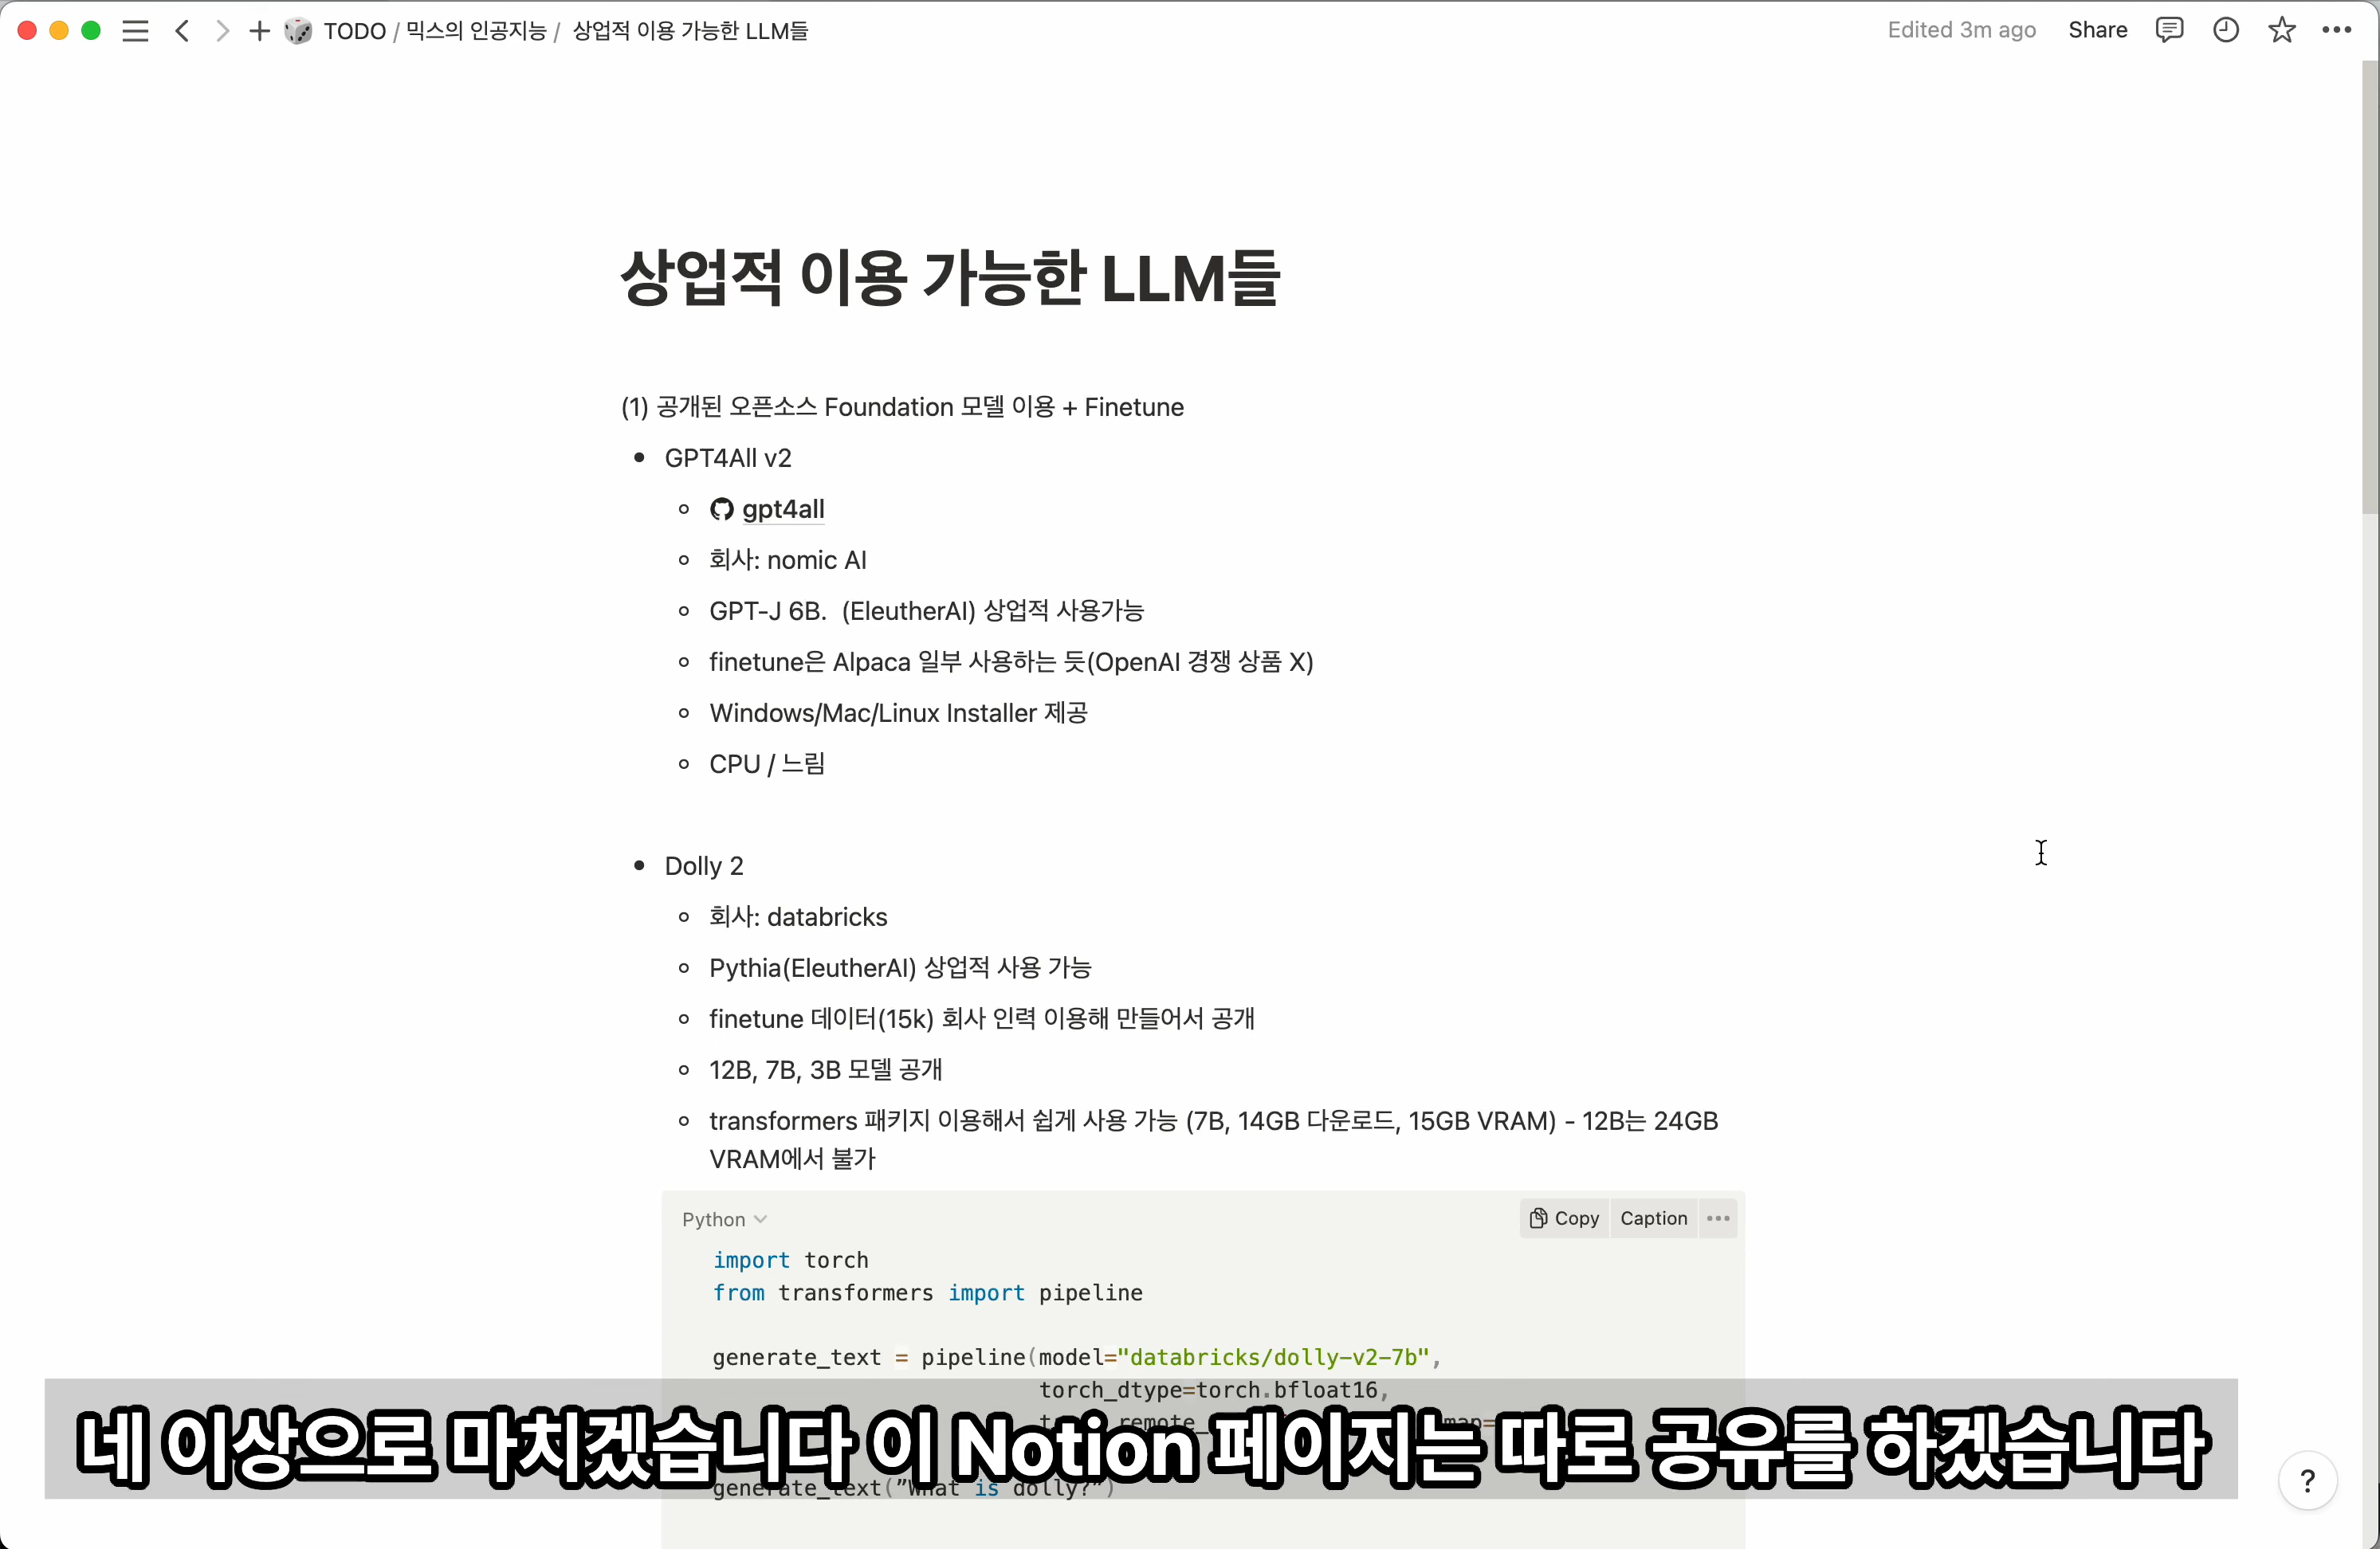 TODO / 믹스의 인공지능 / 상업적 이용 가능한 LLM들
Edited 3m ago Share
상업적 이용 가능한 LLM들
(1) 공개된 오픈소스 Foundation 모델 이용 + Finetune
GPT4All v2
gpt4all
회사: nomic AI
GPT-J 6B. (EleutherAI) 상업적 사용가능
finetune은 Alpaca 일부 사용하는 듯(OpenAI 경쟁 상품 X)
Windows/Mac/Linux Installer 제공
CPU / 느림
Dolly 2
회사: databricks
Pythia(EleutherAI) 상업적 사용 가능
finetune 데이터(15k) 회사 인력 이용해 만들어서 공개
12B, 7B, 3B 모델 공개
transformers 패키지 이용해서 쉽게 사용 가능 (7B, 14GB 다운로드, 15GB VRAM) - 12B는 24GB
VRAM에서 불가
Python Copy Caption
import torch
from transformers import pipeline
generate_text = pipeline(model="databricks/dolly-v2-7b",
torch_dtype=torch.bfloat16,
네 이상으로 마치겠습니다 이 Notion 페이지는 따로 공유를 하겠습니다
generate_text("What is dolly?")
?